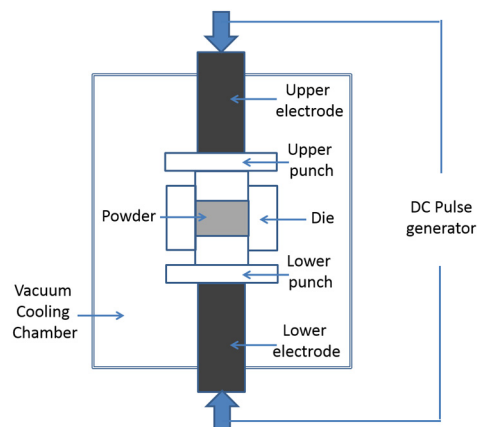 Upper
electrode
Upper
punch
Powder
Die
DC Pulse
generator
Lower
punch
Vacuum
Cooling
Chamber
Lower
electrode